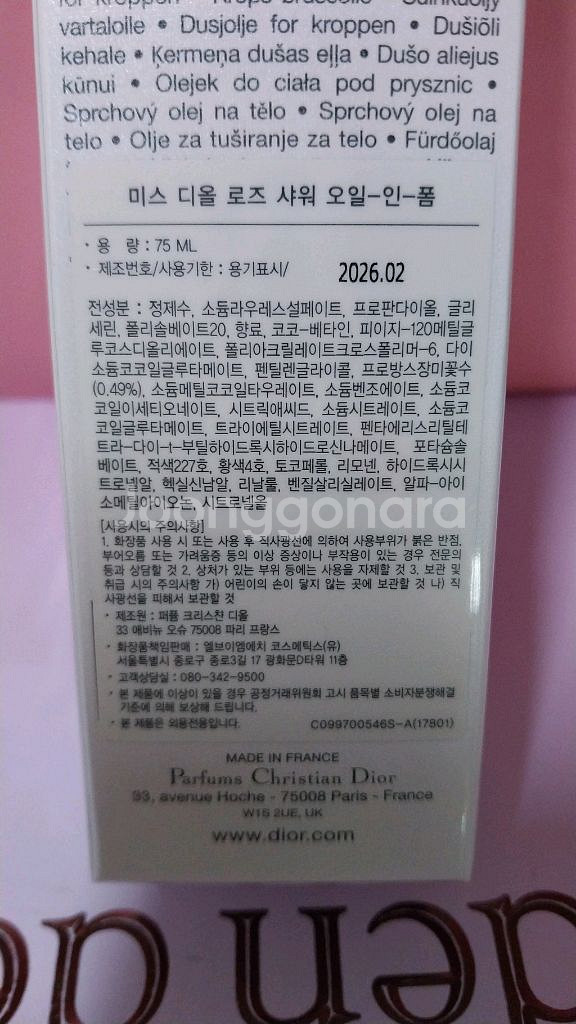 vartaloile • Dusjolje for kroppen • Dušiõli
kehale • Ķermeņa dušas eļļa • Dušo aliejus
kūnui • Olejek do ciała pod prysznic •
Sprchový olej na tělo • Sprchový olej na
telo • Olje za tuširanje za telo • Fürdőolaj
미스 디올 로즈 샤워 오일-인-폼
· 용 량 : 75 ML
· 제조번호/사용기한 : 용기표시/ 2026.02
전성분 : 정제수, 소듐라우레스설페이트, 프로판다이올, 글리
세린, 폴리솔베이트20, 향료, 코코-베타인, 피이지-120메틸글
루코스디올리에이트, 폴리아크릴레이트크로스폴리머-6, 다이
소듐코코일글루타메이트, 펜틸렌글라이콜, 프로방스장미꽃수
(0.49%), 소듐메틸코코일타우레이트, 소듐벤조에이트, 소듐코
코일이세티오네이트, 시트릭애씨드, 소듐시트레이트, 소듐코
코일글루타메이트, 트라이에틸시트레이트, 펜타에리스리틸테
트라-다이-t-부틸하이드록시하이드로신나메이트, 포타슘솔
베이트, 적색227호, 황색4호, 토코페롤, 리모넨, 하이드록시시
트로넬알, 헥실신남알, 리날룰, 벤질살리실레이트, 알파-아이
소메틸아이오논, 시트로넬올
joonggonara
[사용시의 주의사항]
1. 화장품 사용 시 또는 사용 후 직사광선에 의하여 사용부위가 붉은 반점,
부어오름 또는 가려움증 등의 이상 증상이나 부작용이 있는 경우 전문의
등과 상담할 것 2. 상처가 있는 부위 등에는 사용을 자제할 것 3. 보관 및
취급 시의 주의사항 가) 어린이의 손이 닿지 않는 곳에 보관할 것 나) 직
사광선을 피해서 보관할 것
· 제조원 : 퍼퓸 크리스챤 디올
33 애비뉴 오슈 75008 파리 프랑스
· 화장품책임판매 : 엘브이엠에치 코스메틱스(유)
서울특별시 종로구 종로3길 17 광화문D타워 11층
· 고객상담실 : 080-342-9500
· 본 제품에 이상이 있을 경우 공정거래위원회 고시 품목별 소비자분쟁해결
기준에 의해 보상해 드립니다.
· 본 제품은 외용전용입니다. C099700546S-A(17801)
MADE IN FRANCE
Parfums Christian Dior
33, avenue Hoche - 75008 Paris - France
W1S 2UE, UK
www.dior.com